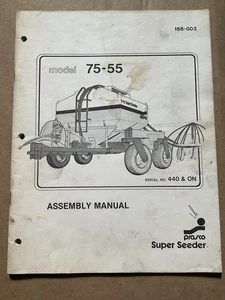 166-003
model 75-55
SERIAL NO. 440 & ON
ASSEMBLY MANUAL
prasco
Super Seeder